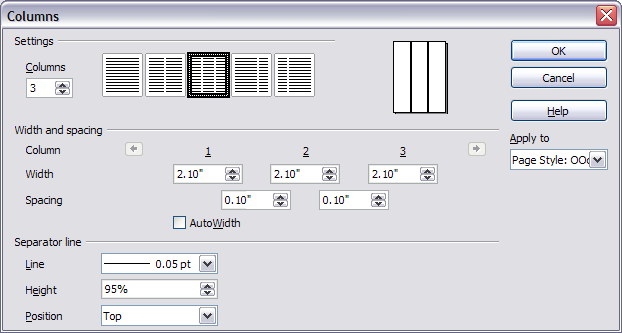 Columns
Settings
Columns
3
OK
Cancel
Help
Width and spacing
Apply to
Column 1 2 3
Page Style: OOo
Width 2.10" 2.10" 2.10"
Spacing 0.10" 0.10"
AutoWidth
Separator line
Line 0.05 pt
Height 95%
Position Top